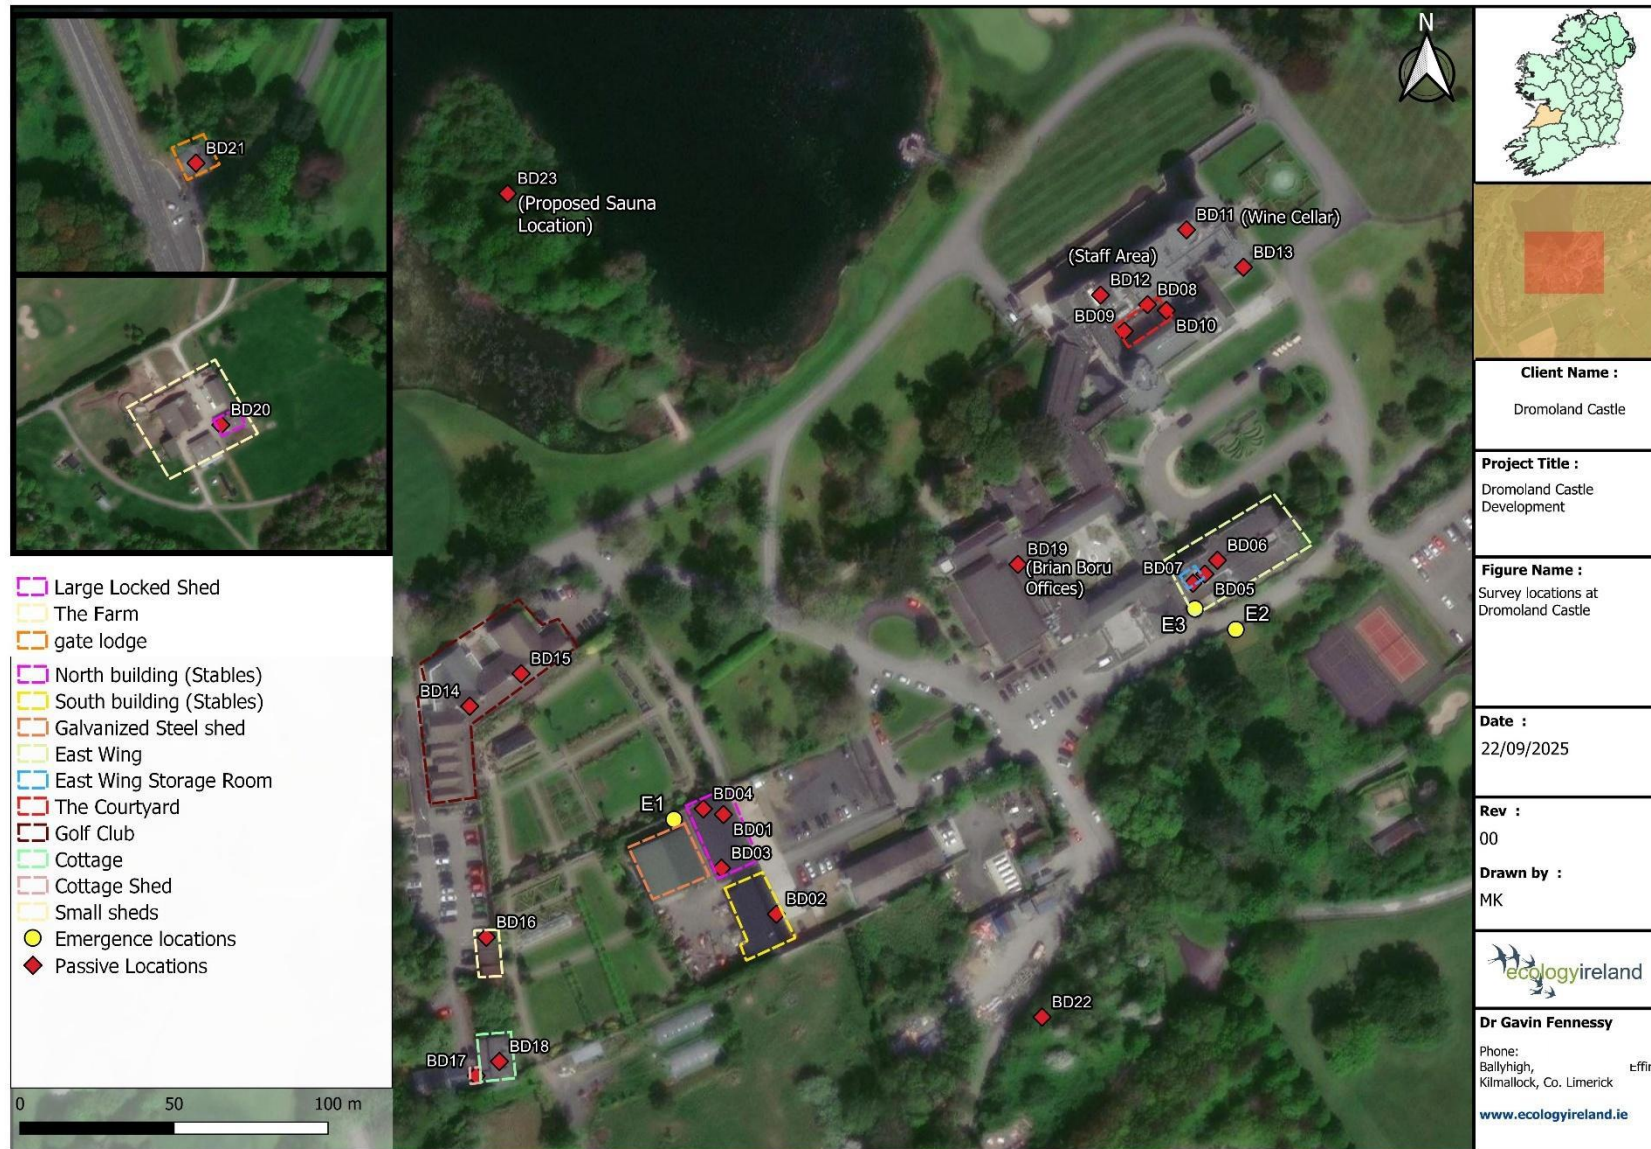 BD21
BD20
Large Locked Shed
The Farm
gate lodge
North building (Stables)
South building (Stables)
Galvanized Steel shed
East Wing
East Wing Storage Room
The Courtyard
Golf Club
Cottage
Cottage Shed
Small sheds
Emergence locations
Passive Locations
0 50 100 m
N
BD23
(Proposed Sauna
Location)
BD11 (Wine Cellar)
(Staff Area)
BD13
BD12
BD08
BD09
BD10
BD19
(Brian Boru
Offices)
BD06
BD07
BD05
E3
E2
BD15
BD14
E1
BD04
BD01
BD03
BD02
BD16
BD22
BD17
BD18
Client Name :
Dromoland Castle
Project Title :
Dromoland Castle
Development
Figure Name :
Survey locations at
Dromoland Castle
Date :
22/09/2025
Rev :
00
Drawn by :
MK
ecologyireland
Dr Gavin Fennessy
Phone:
Ballyhigh,
Kilmallock, Co. Limerick
www.ecologyireland.ie